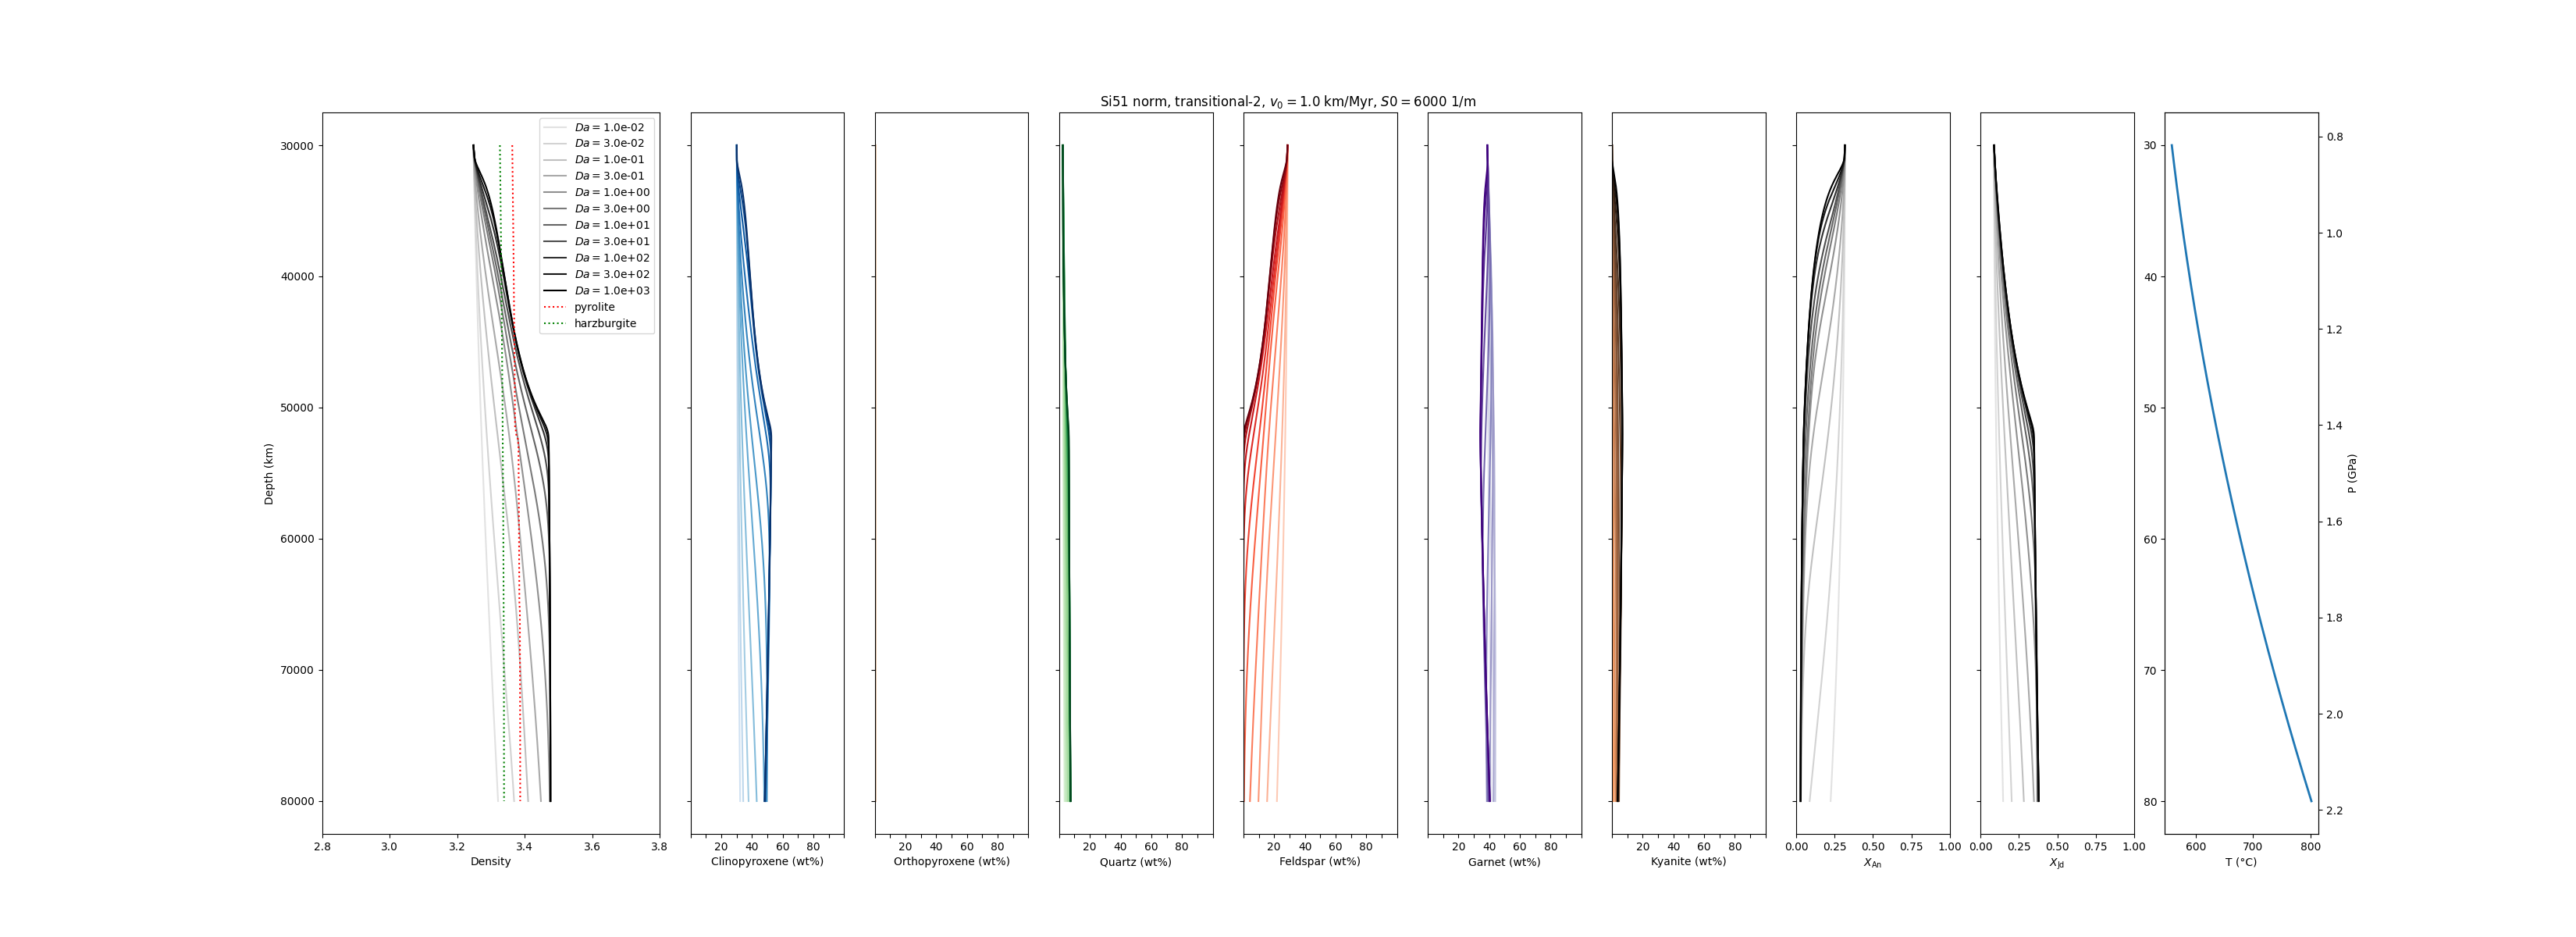 Si51 norm, transitional-2, v₀ = 1.0 km/Myr, S0 = 6000 1/m
Da = 1.0e-02
Da = 3.0e-02
Da = 1.0e-01
Da = 3.0e-01
Da = 1.0e+00
Da = 3.0e+00
Da = 1.0e+01
Da = 3.0e+01
Da = 1.0e+02
Da = 3.0e+02
Da = 1.0e+03
pyrolite
harzburgite
30000
40000
50000
60000
70000
80000
Depth (km)
2.8 3.0 3.2 3.4 3.6 3.8
Density
20 40 60 80
Clinopyroxene (wt%)
20 40 60 80
Orthopyroxene (wt%)
20 40 60 80
Quartz (wt%)
20 40 60 80
Feldspar (wt%)
20 40 60 80
Garnet (wt%)
20 40 60 80
Kyanite (wt%)
0.00 0.25 0.50 0.75 1.00
X_An
0.00 0.25 0.50 0.75 1.00
X_Jd
30
40
50
60
70
80
600 700 800
T (°C)
0.8
1.0
1.2
1.4
1.6
1.8
2.0
2.2
P (GPa)